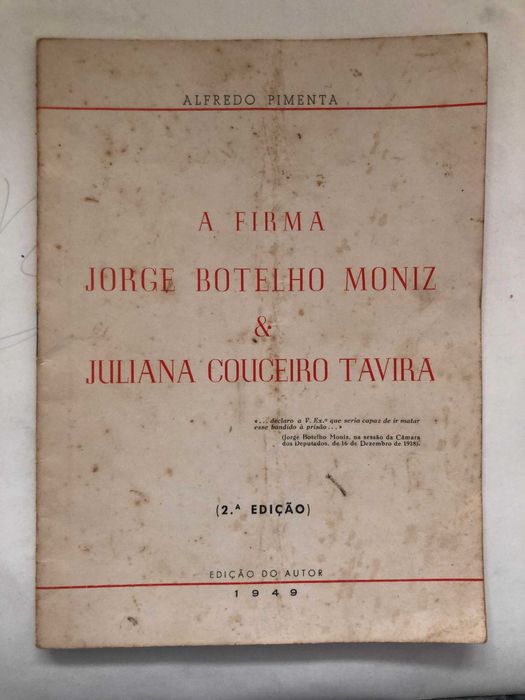 ALFREDO PIMENTA
A FIRMA
JORGE BOTELHO MONIZ
&
JULIANA COUCEIRO TAVIRA
«... declaro a V. Ex.ª que seria capaz de ir matar
esse bandido à prisão...»
(Jorge Botelho Moniz, na sessão da Câmara
dos Deputados, de 16 de Dezembro de 1918).
(2.ª EDIÇÃO)
EDIÇÃO DO AUTOR
1949